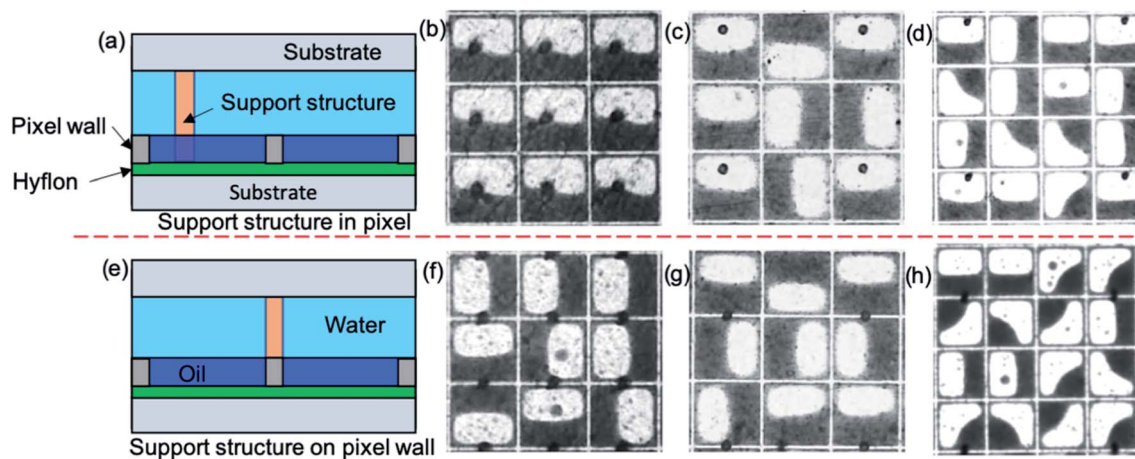 (a)
Substrate
Support structure
Pixel wall
Hyflon
Substrate
Support structure in pixel
(b)
(c)
(d)
(e)
Water
Oil
Support structure on pixel wall
(f)
(g)
(h)